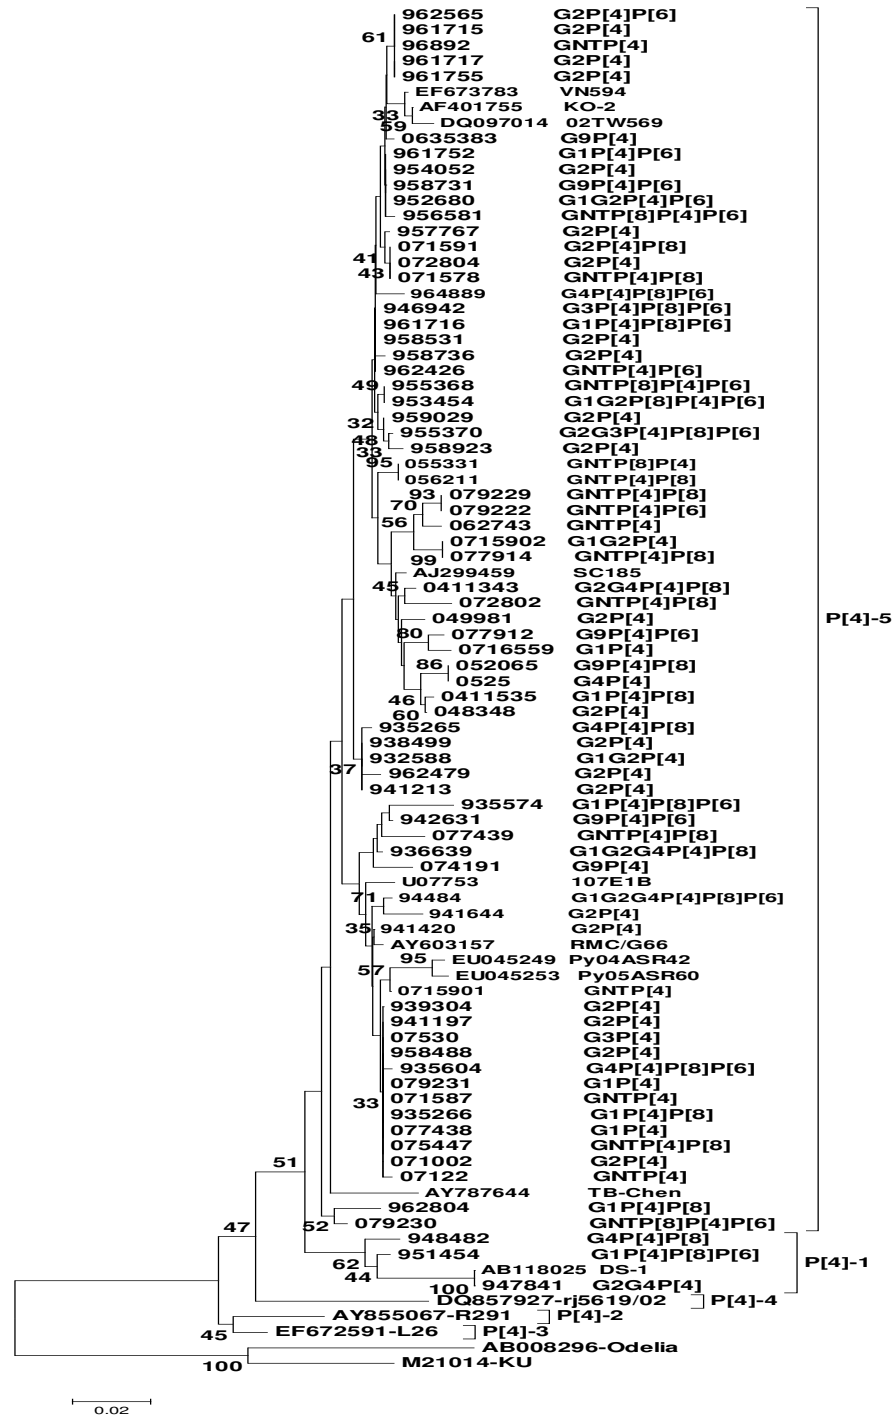 962565 G2P[4]P[6]
961715 G2P[4]
61
96892 GNTP[4]
961717 G2P[4]
961755 G2P[4]
EF673783 VN594
AF401755 KO-2
33
DQ097014 02TW569
59
0635383 G9P[4]
961752 G1P[4]P[6]
954052 G2P[4]
958731 G9P[4]P[6]
952680 G1G2P[4]P[6]
956581 GNTP[8]P[4]P[6]
957767 G2P[4]
071591 G2P[4]P[8]
41
072804 G2P[4]
43
071578 GNTP[4]P[8]
964889 G4P[4]P[8]P[6]
946942 G3P[4]P[8]P[6]
961716 G1P[4]P[8]P[6]
958531 G2P[4]
958736 G2P[4]
962426 GNTP[4]P[6]
49
955368 GNTP[8]P[4]P[6]
953454 G1G2P[8]P[4]P[6]
959029 G2P[4]
32
955370 G2G3P[4]P[8]P[6]
48
958923 G2P[4]
33
95
055331 GNTP[8]P[4]
056211 GNTP[4]P[8]
93
079229 GNTP[4]P[8]
70
079222 GNTP[4]P[6]
56
062743 GNTP[4]
0715902 G1G2P[4]
99
077914 GNTP[4]P[8]
AJ299459 SC185
45
0411343 G2G4P[4]P[8]
072802 GNTP[4]P[8]
049981 G2P[4]
P[4]-5
80
077912 G9P[4]P[6]
0716559 G1P[4]
86
052065 G9P[4]P[8]
0525 G4P[4]
46
0411535 G1P[4]P[8]
60
048348 G2P[4]
935265 G4P[4]P[8]
938499 G2P[4]
932588 G1G2P[4]
37
962479 G2P[4]
941213 G2P[4]
935574 G1P[4]P[8]P[6]
942631 G9P[4]P[6]
077439 GNTP[4]P[8]
936639 G1G2G4P[4]P[8]
074191 G9P[4]
U07753 107E1B
71
94484 G1G2G4P[4]P[8]P[6]
941644 G2P[4]
35
941420 G2P[4]
AY603157 RMC/G66
95
EU045249 Py04ASR42
57
EU045253 Py05ASR60
0715901 GNTP[4]
939304 G2P[4]
941197 G2P[4]
07530 G3P[4]
958488 G2P[4]
935604 G4P[4]P[8]P[6]
079231 G1P[4]
33
071587 GNTP[4]
935266 G1P[4]P[8]
077438 G1P[4]
075447 GNTP[4]P[8]
51
071002 G2P[4]
07122 GNTP[4]
AY787644 TB-Chen
962804 G1P[4]P[8]
47
52
079230 GNTP[8]P[4]P[6]
948482 G4P[4]P[8]
951454 G1P[4]P[8]P[6]
P[4]-1
62
AB118025 DS-1
44
100
947841 G2G4P[4]
DQ857927-rj5619/02 P[4]-4
AY855067-R291 P[4]-2
45
EF672591-L26 P[4]-3
AB008296-Odelia
100
M21014-KU
0.02